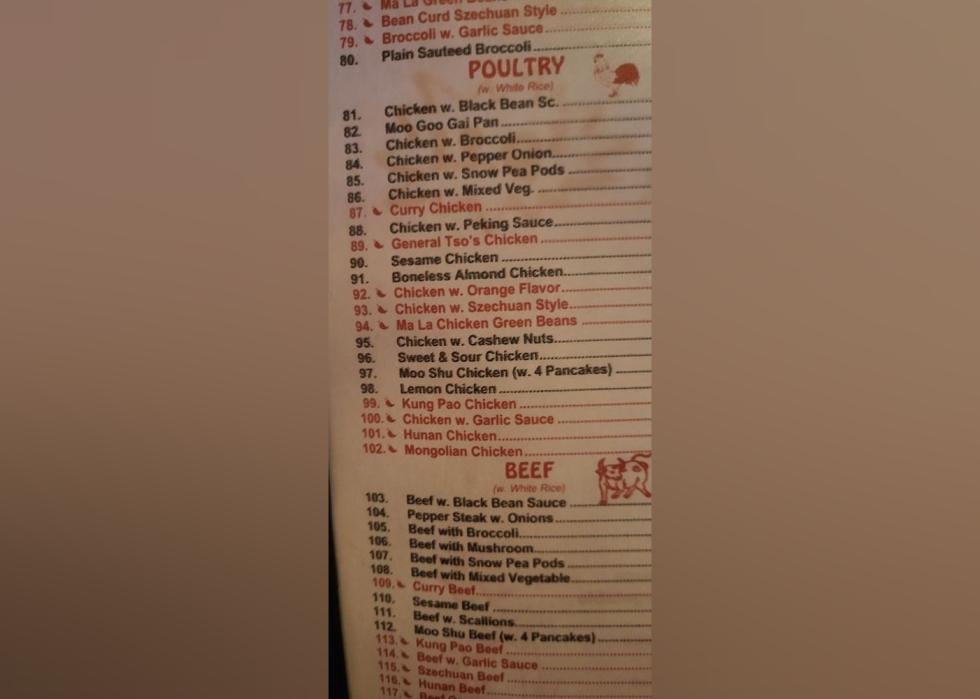 77. Ma La Green Beans
78. Bean Curd Szechuan Style
79. Broccoli w. Garlic Sauce
80. Plain Sauteed Broccoli
POULTRY
(w. White Rice)
81. Chicken w. Black Bean Sc.
82. Moo Goo Gai Pan
83. Chicken w. Broccoli
84. Chicken w. Pepper Onion
85. Chicken w. Snow Pea Pods
86. Chicken w. Mixed Veg.
87. Curry Chicken
88. Chicken w. Peking Sauce
89. General Tso's Chicken
90. Sesame Chicken
91. Boneless Almond Chicken
92. Chicken w. Orange Flavor
93. Chicken w. Szechuan Style
94. Ma La Chicken Green Beans
95. Chicken w. Cashew Nuts
96. Sweet & Sour Chicken
97. Moo Shu Chicken (w. 4 Pancakes)
98. Lemon Chicken
99. Kung Pao Chicken
100. Chicken w. Garlic Sauce
101. Hunan Chicken
102. Mongolian Chicken
BEEF
(w. White Rice)
103. Beef w. Black Bean Sauce
104. Pepper Steak w. Onions
105. Beef with Broccoli
106. Beef with Mushroom
107. Beef with Snow Pea Pods
108. Beef with Mixed Vegetable
109. Curry Beef
110. Sesame Beef
111. Beef w. Scallions
112. Moo Shu Beef (w. 4 Pancakes)
113. Kung Pao Beef
114. Beef w. Garlic Sauce
115. Szechuan Beef
116. Hunan Beef
117.